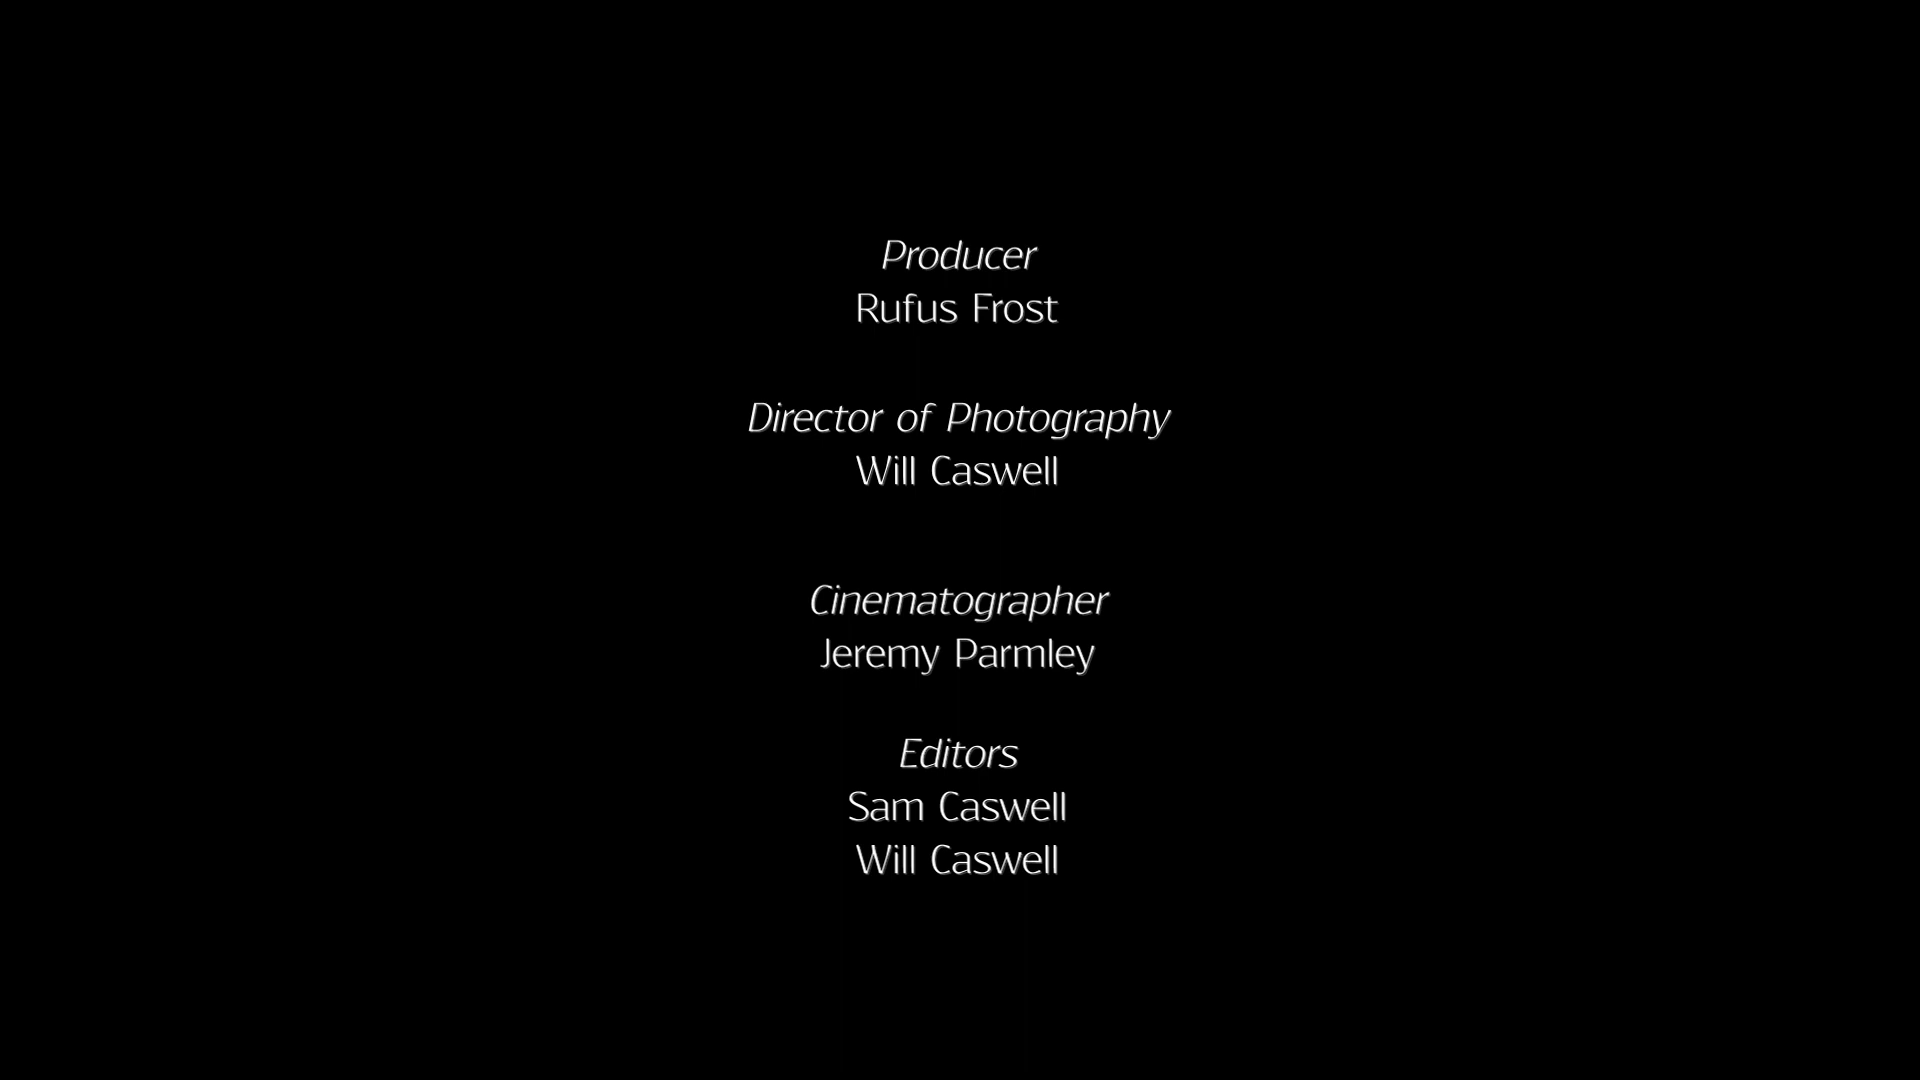 Producer
Rufus Frost
Director of Photography
Will Caswell
Cinematographer
Jeremy Parmley
Editors
Sam Caswell
Will Caswell